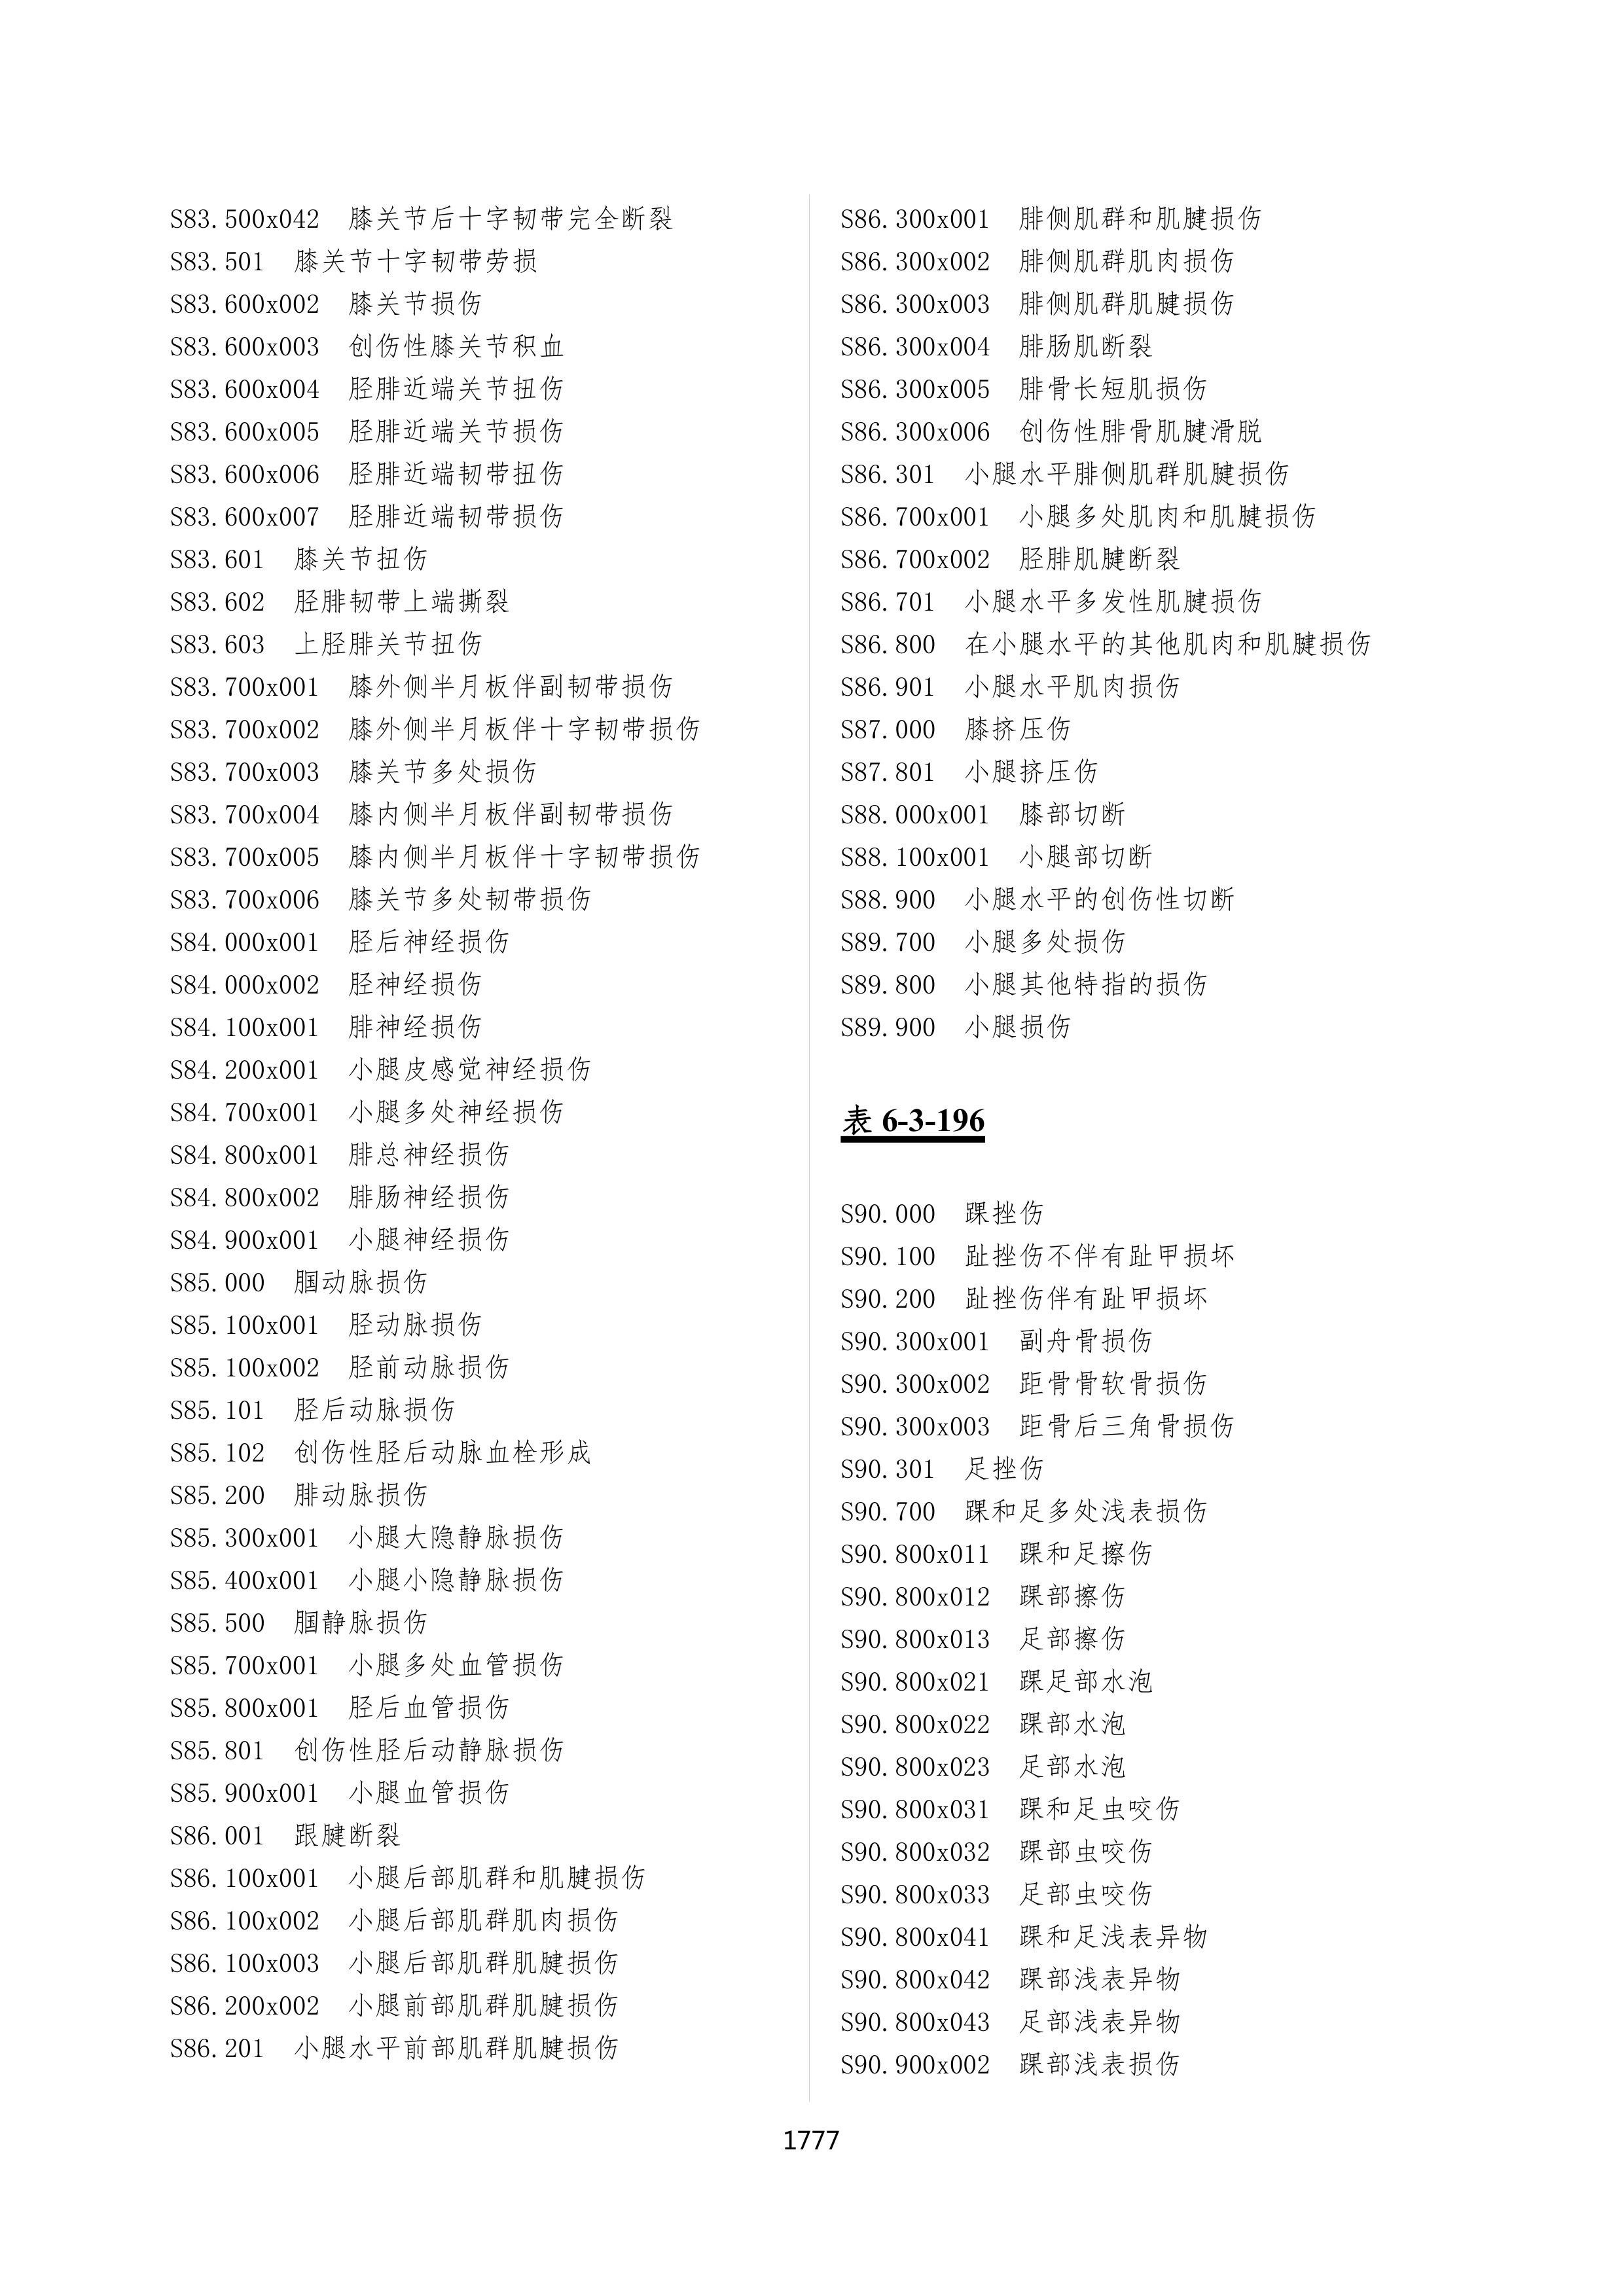 S83.500x042 膝关节后十字韧带完全断裂
S83.501 膝关节十字韧带劳损
S83.600x002 膝关节损伤
S83.600x003 创伤性膝关节积血
S83.600x004 胫腓近端关节扭伤
S83.600x005 胫腓近端关节损伤
S83.600x006 胫腓近端韧带扭伤
S83.600x007 胫腓近端韧带损伤
S83.601 膝关节扭伤
S83.602 胫腓韧带上端撕裂
S83.603 上胫腓关节扭伤
S83.700x001 膝外侧半月板伴副韧带损伤
S83.700x002 膝外侧半月板伴十字韧带损伤
S83.700x003 膝关节多处损伤
S83.700x004 膝内侧半月板伴副韧带损伤
S83.700x005 膝内侧半月板伴十字韧带损伤
S83.700x006 膝关节多处韧带损伤
S84.000x001 胫后神经损伤
S84.000x002 胫神经损伤
S84.100x001 腓神经损伤
S84.200x001 小腿皮感觉神经损伤
S84.700x001 小腿多处神经损伤
S84.800x001 腓总神经损伤
S84.800x002 腓肠神经损伤
S84.900x001 小腿神经损伤
S85.000 腘动脉损伤
S85.100x001 胫动脉损伤
S85.100x002 胫前动脉损伤
S85.101 胫后动脉损伤
S85.102 创伤性胫后动脉血栓形成
S85.200 腓动脉损伤
S85.300x001 小腿大隐静脉损伤
S85.400x001 小腿小隐静脉损伤
S85.500 腘静脉损伤
S85.700x001 小腿多处血管损伤
S85.800x001 胫后血管损伤
S85.801 创伤性胫后动静脉损伤
S85.900x001 小腿血管损伤
S86.001 跟腱断裂
S86.100x001 小腿后部肌群和肌腱损伤
S86.100x002 小腿后部肌群肌肉损伤
S86.100x003 小腿后部肌群肌腱损伤
S86.200x002 小腿前部肌群肌腱损伤
S86.201 小腿水平前部肌群肌腱损伤
S86.300x001 腓侧肌群和肌腱损伤
S86.300x002 腓侧肌群肌肉损伤
S86.300x003 腓侧肌群肌腱损伤
S86.300x004 腓肠肌断裂
S86.300x005 腓骨长短肌损伤
S86.300x006 创伤性腓骨肌腱滑脱
S86.301 小腿水平腓侧肌群肌腱损伤
S86.700x001 小腿多处肌肉和肌腱损伤
S86.700x002 胫腓肌腱断裂
S86.701 小腿水平多发性肌腱损伤
S86.800 在小腿水平的其他肌肉和肌腱损伤
S86.901 小腿水平肌肉损伤
S87.000 膝挤压伤
S87.801 小腿挤压伤
S88.000x001 膝部切断
S88.100x001 小腿部切断
S88.900 小腿水平的创伤性切断
S89.700 小腿多处损伤
S89.800 小腿其他特指的损伤
S89.900 小腿损伤
表 6-3-196
S90.000 踝挫伤
S90.100 趾挫伤不伴有趾甲损坏
S90.200 趾挫伤伴有趾甲损坏
S90.300x001 副舟骨损伤
S90.300x002 距骨骨软骨损伤
S90.300x003 距骨后三角骨损伤
S90.301 足挫伤
S90.700 踝和足多处浅表损伤
S90.800x011 踝和足擦伤
S90.800x012 踝部擦伤
S90.800x013 足部擦伤
S90.800x021 踝足部水泡
S90.800x022 踝部水泡
S90.800x023 足部水泡
S90.800x031 踝和足虫咬伤
S90.800x032 踝部虫咬伤
S90.800x033 足部虫咬伤
S90.800x041 踝和足浅表异物
S90.800x042 踝部浅表异物
S90.800x043 足部浅表异物
S90.900x002 踝部浅表损伤
1777